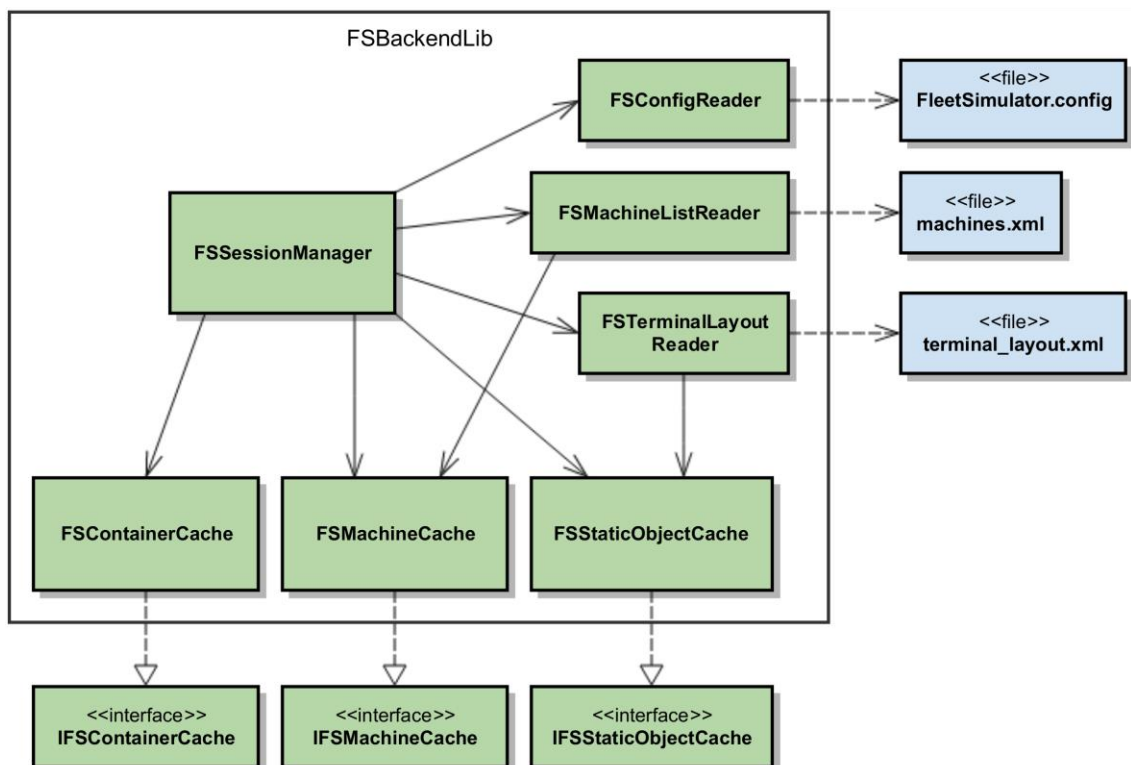 FSBackendLib
FSConfigReader
<<file>>
FleetSimulator.config
FSMachineListReader
<<file>>
machines.xml
FSSessionManager
FSTerminalLayout
Reader
<<file>>
terminal_layout.xml
FSContainerCache
FSMachineCache
FSStaticObjectCache
<<interface>>
IFSContainerCache
<<interface>>
IFSMachineCache
<<interface>>
IFSStaticObjectCache